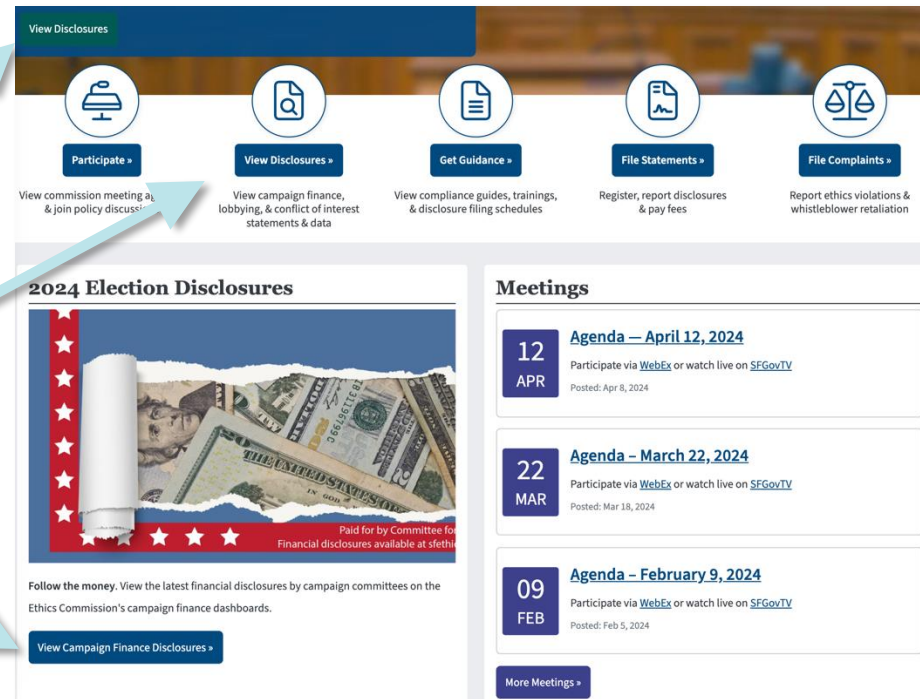 View Disclosures
Participate »
View commission meeting
& join policy
View Disclosures »
View campaign finance,
lobbying, & conflict of interest
statements & data
Get Guidance »
View compliance guides, trainings,
& disclosure filing schedules
File Statements »
Register, report disclosures
& pay fees
File Complaints »
Report ethics violations &
whistleblower retaliation
2024 Election Disclosures
THE UNITED STATES OF
IN GOD
Paid for by Committee for
Financial disclosures available at sfethic
Follow the money. View the latest financial disclosures by campaign committees on the
Ethics Commission's campaign finance dashboards.
View Campaign Finance Disclosures »
Meetings
12
APR
Agenda — April 12, 2024
Participate via WebEx or watch live on SFGovTV
Posted: Apr 8, 2024
22
MAR
Agenda – March 22, 2024
Participate via WebEx or watch live on SFGovTV
Posted: Mar 18, 2024
09
FEB
Agenda – February 9, 2024
Participate via WebEx or watch live on SFGovTV
Posted: Feb 5, 2024
More Meetings »